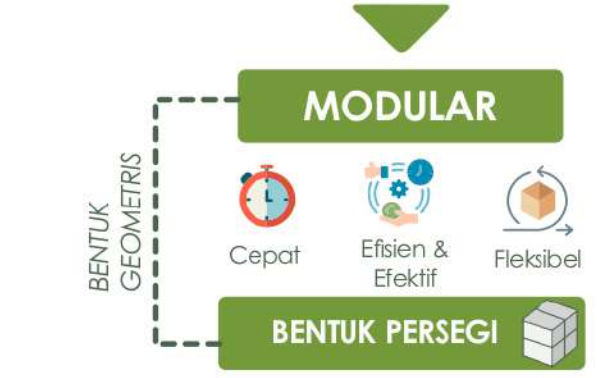 MODULAR
BENTUK
GEOMETRIS
Cepat
Efisien &
Efektif
Fleksibel
BENTUK PERSEGI